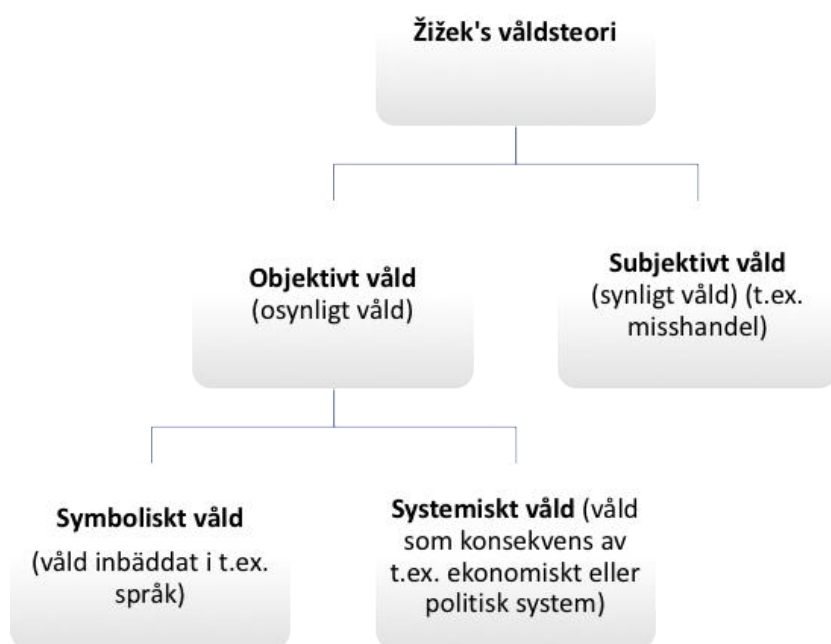 Žižek's våldsteori
Objektivt våld
(osynligt våld)
Subjektivt våld
(synligt våld) (t.ex.
misshandel)
Symboliskt våld
(våld inbäddat i t.ex.
språk)
Systemiskt våld (våld
som konsekvens av
t.ex. ekonomiskt eller
politisk system)